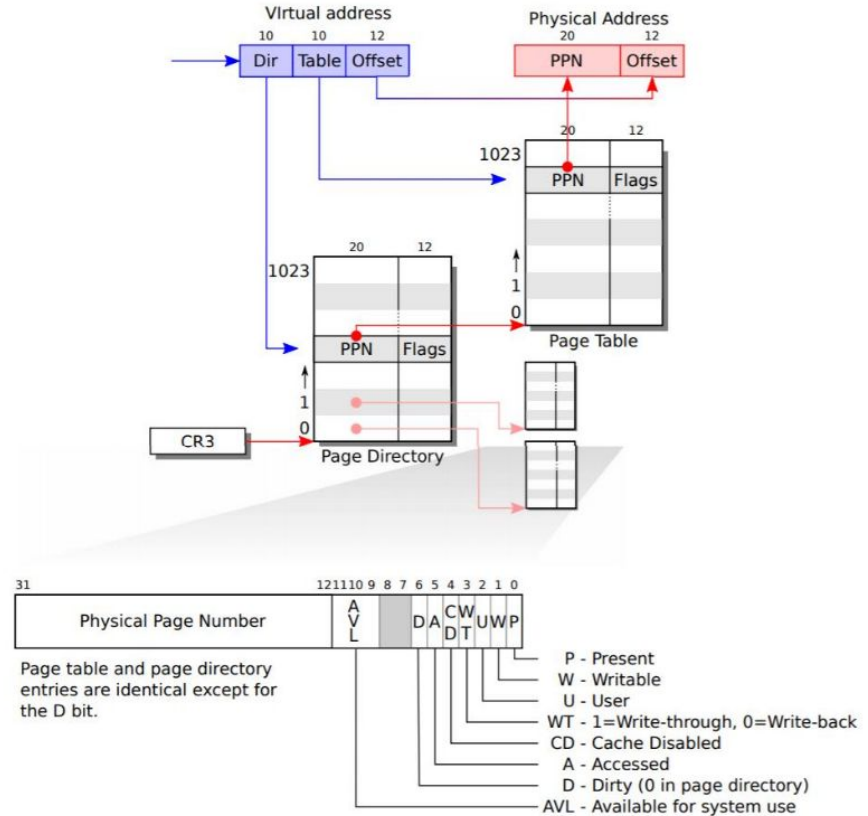 VIrtual address
10 10 12
Dir Table Offset
Physical Address
20 12
PPN Offset
20 12
1023
PPN Flags
1
0
Page Table
20 12
1023
PPN Flags
1
0
Page Directory
CR3
31 12 11 10 9 8 7 6 5 4 3 2 1 0
Physical Page Number AVL D A CD WT U W P
Page table and page directory
entries are identical except for
the D bit.
P - Present
W - Writable
U - User
WT - 1=Write-through, 0=Write-back
CD - Cache Disabled
A - Accessed
D - Dirty (0 in page directory)
AVL - Available for system use